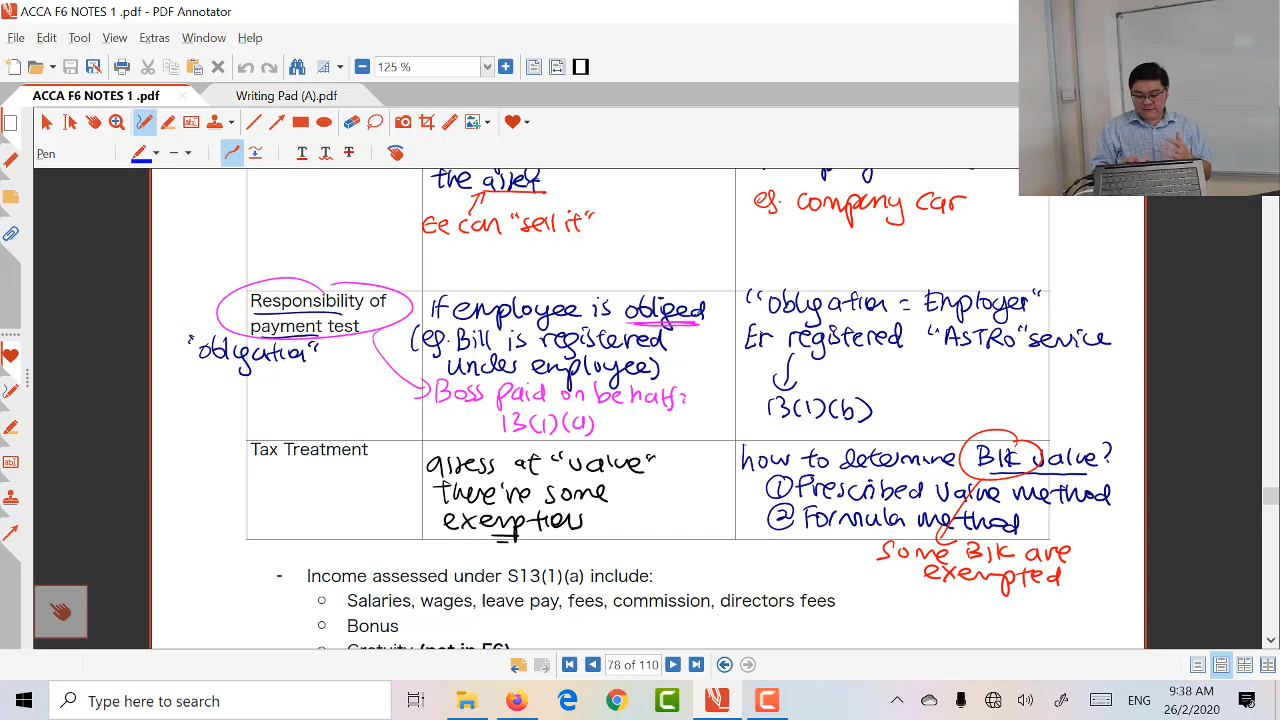 ACCA F6 NOTES 1 .pdf - PDF Annotator
File Edit Tool View Extras Window Help
125 %
ACCA F6 NOTES 1 .pdf
Writing Pad (A).pdf
Pen
the asset
Ee can "sell it"
eg. company car
Responsibility of
payment test
"obligation"
If employee is obliged
(eg. Bill is registered
under employee)
Boss paid on behalf:
13(1)(a)
"obligation = Employer"
Er registered "ASTRO" service
13(1)(b)
Tax Treatment
assess at "value"
there're some
exemptions
how to determine BIK value?
① Prescribed value method
② Formula method
Some BIK are
exempted
- Income assessed under S13(1)(a) include:
○ Salaries, wages, leave pay, fees, commission, directors fees
○ Bonus
Gratuity (not in F6)
78 of 110
Type here to search
ENG
9:38 AM
26/2/2020